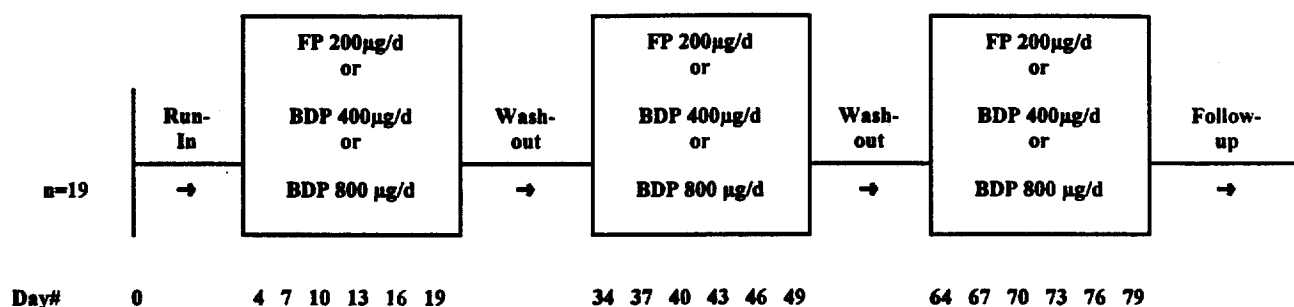 FP 200µg/d
or
BDP 400µg/d
or
BDP 800 µg/d
FP 200µg/d
or
BDP 400µg/d
or
BDP 800 µg/d
FP 200µg/d
or
BDP 400µg/d
or
BDP 800 µg/d
Run-
In
→
Wash-
out
→
Wash-
out
→
Follow-
up
→
n=19
Day# 0 4 7 10 13 16 19 34 37 40 43 46 49 64 67 70 73 76 79